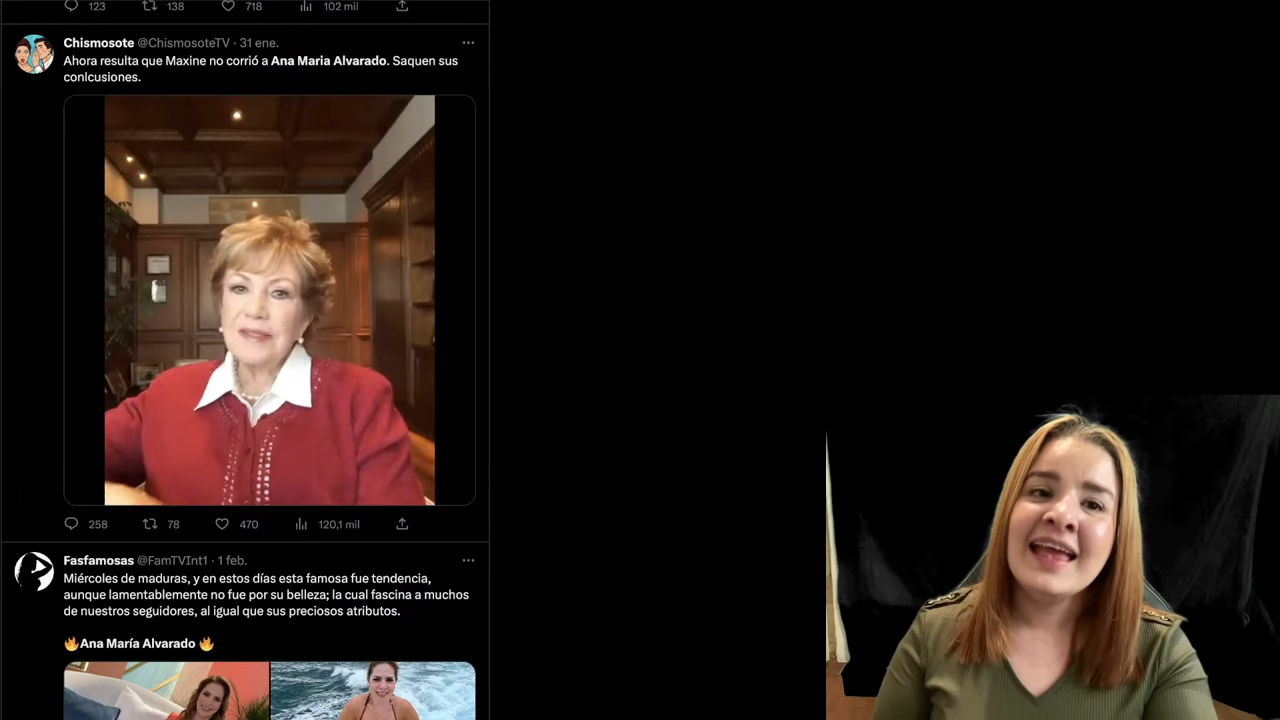 123 138 718 102 mil
Chismosote @ChismosoteTV · 31 ene.
Ahora resulta que Maxine no corrió a Ana Maria Alvarado. Saquen sus
conlcusiones.
258 78 470 120,1 mil
Fasfamosas @FamTVInt1 · 1 feb.
Miércoles de maduras, y en estos días esta famosa fue tendencia,
aunque lamentablemente no fue por su belleza; la cual fascina a muchos
de nuestros seguidores, al igual que sus preciosos atributos.
🔥Ana María Alvarado 🔥